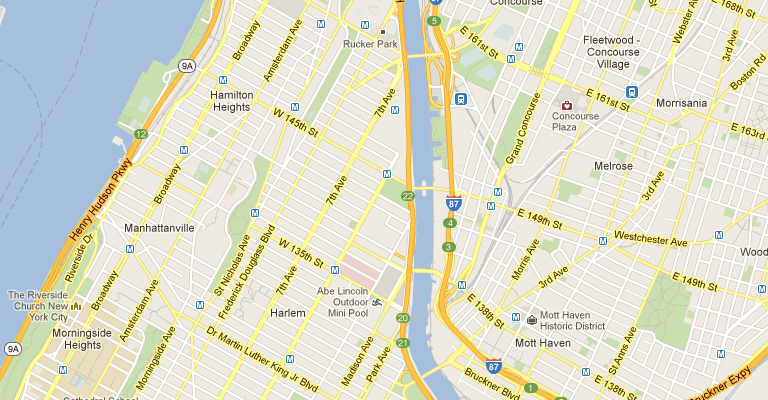 Concourse
5
E 168th St
Webster Ave
3rd Ave
Boston Rd
Broadway
Amsterdam Ave
Rucker Park
E 161st St
Fleetwood -
Concourse
Village
9A
Hamilton
Heights
7th Ave
E 161st St
Morrisania
Concourse
Plaza
Grand Concourse
E 163rd
12
W 145th St
Broadway
Melrose
Henry Hudson Pkwy
7th Ave
22
3rd Ave
87
E 149th St
Westchester Ave
4
3
Manhattanville
Riverside Dr
St Nicholas Ave
Frederick Douglass Blvd
W 135th St
Morris Ave
3rd Ave
E 149th St
Wood
Broadway
Amsterdam Ave
7th Ave
The Riverside
Church New
York City
Abe Lincoln
Outdoor
Mini Pool
E 138th St
Mott Haven
Historic District
Harlem
20
21
Mott Haven
St Anns Ave
Morningside
Heights
9A
Morningside Ave
Dr Martin Luther King Jr Blvd
Madison Ave
Park Ave
87
Bruckner Blvd
1
E 138th St
Bruckner Expy
Cathedral School